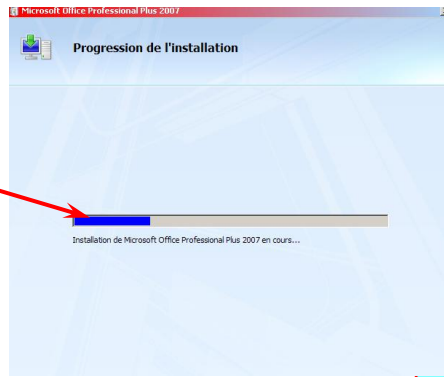 Microsoft Office Professional Plus 2007
Progression de l'installation
Installation de Microsoft Office Professional Plus 2007 en cours...